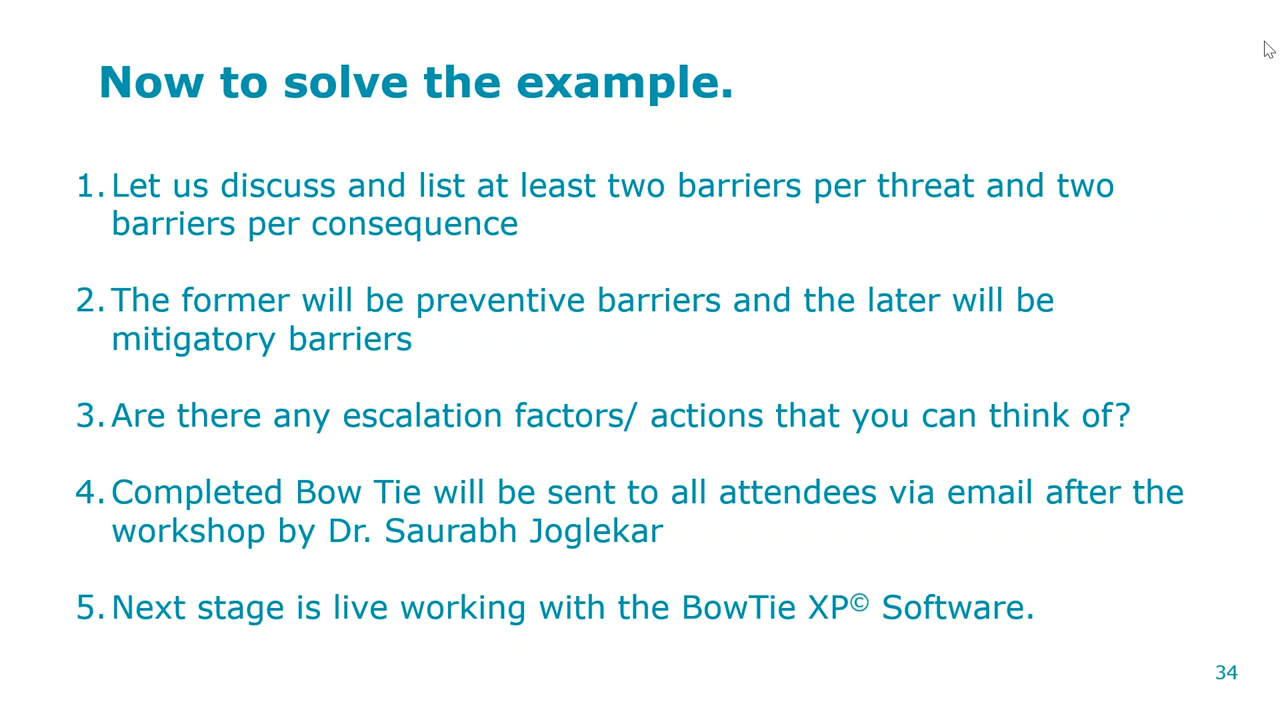 Now to solve the example.
1. Let us discuss and list at least two barriers per threat and two
barriers per consequence
2. The former will be preventive barriers and the later will be
mitigatory barriers
3. Are there any escalation factors/ actions that you can think of?
4. Completed Bow Tie will be sent to all attendees via email after the
workshop by Dr. Saurabh Joglekar
5. Next stage is live working with the BowTie XP© Software.
34